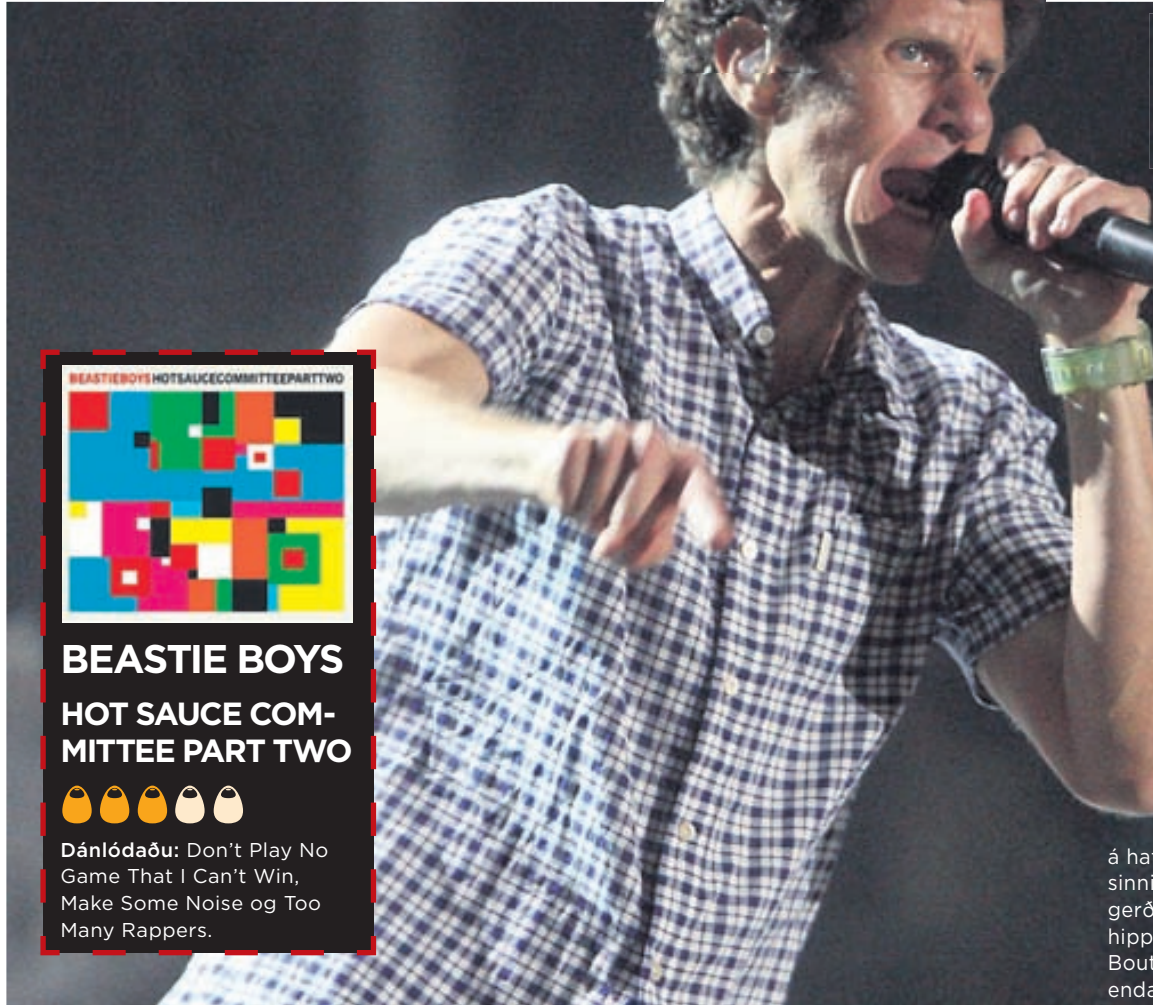 BEASTIEBOYSHOTSAUCECOMMITTEEPARTTWO
BEASTIE BOYS
HOT SAUCE COM-
MITTEE PART TWO
Dánlódaðu: Don't Play No
Game That I Can't Win,
Make Some Noise og Too
Many Rappers.
á ha
sinni
gerð
hipp
Bout
enda